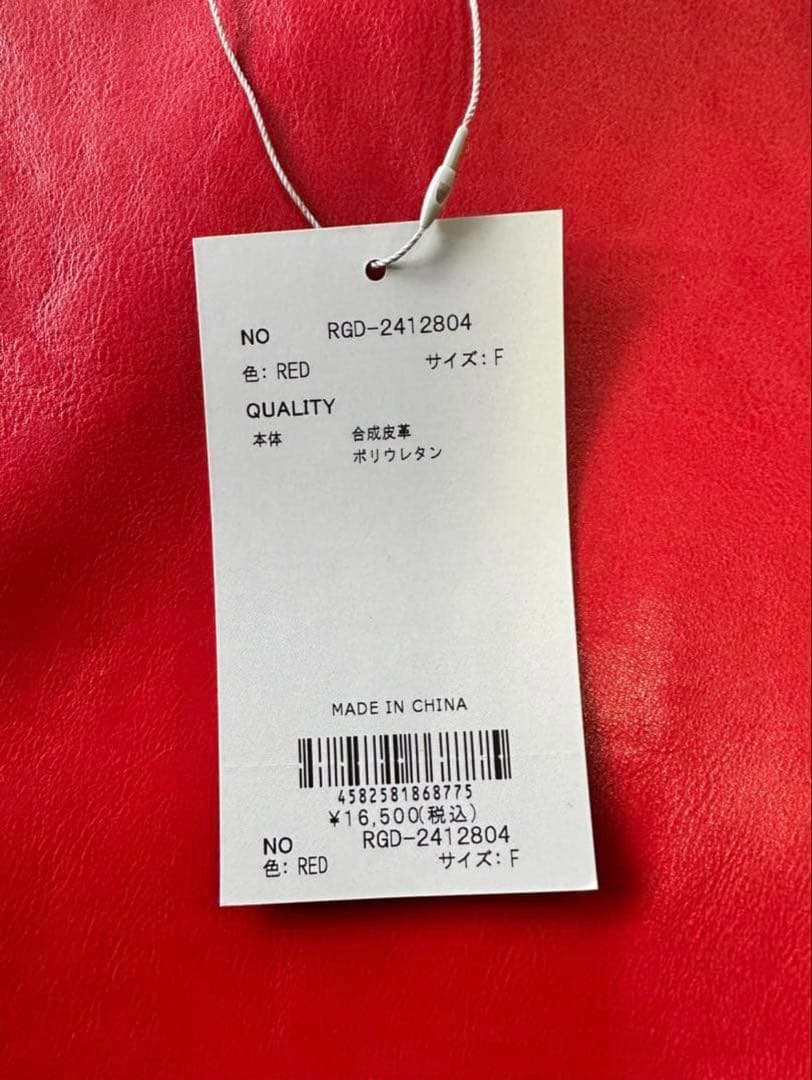 NO RGD-2412804
色: RED サイズ: F
QUALITY
本体 合成皮革
ポリウレタン
MADE IN CHINA
4582581868775
¥16,500(税込)
NO RGD-2412804
色: RED サイズ: F